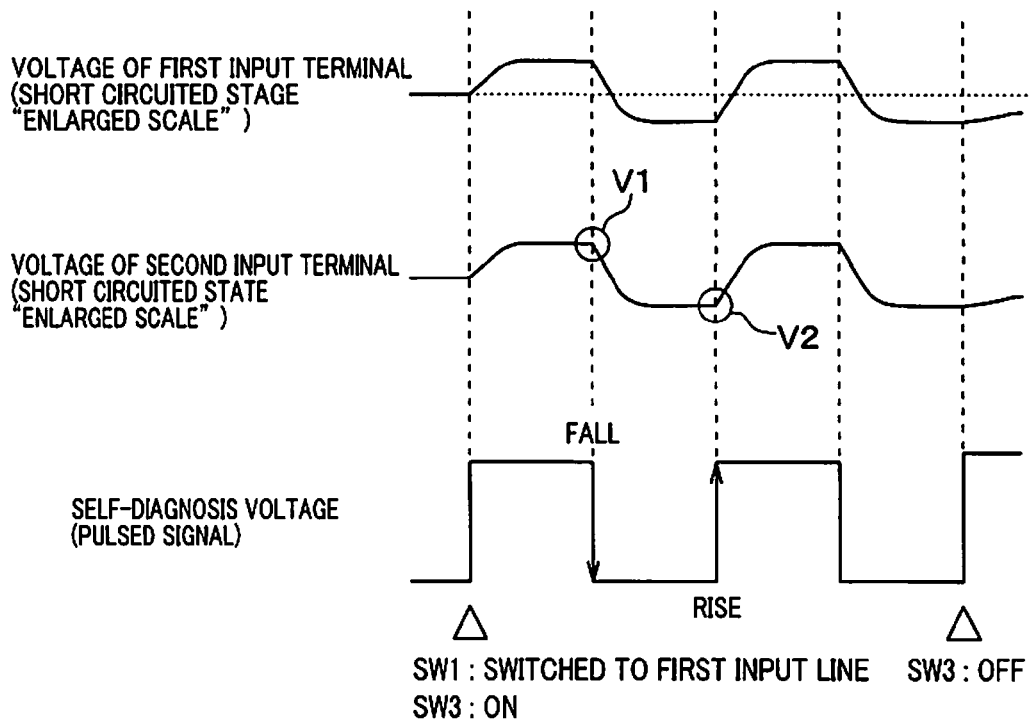 VOLTAGE OF FIRST INPUT TERMINAL
(SHORT CIRCUITED STAGE
“ENLARGED SCALE” )
V1
VOLTAGE OF SECOND INPUT TERMINAL
(SHORT CIRCUITED STATE
“ENLARGED SCALE” )
V2
FALL
SELF-DIAGNOSIS VOLTAGE
(PULSED SIGNAL)
RISE
SW1 : SWITCHED TO FIRST INPUT LINE
SW3 : OFF
SW3 : ON